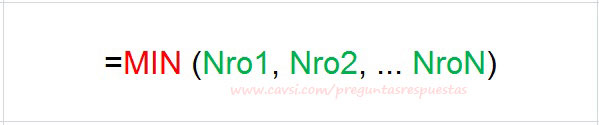 =MIN (Nro1, Nro2, ... NroN)
www.cavsi.com/preguntasrespuestas